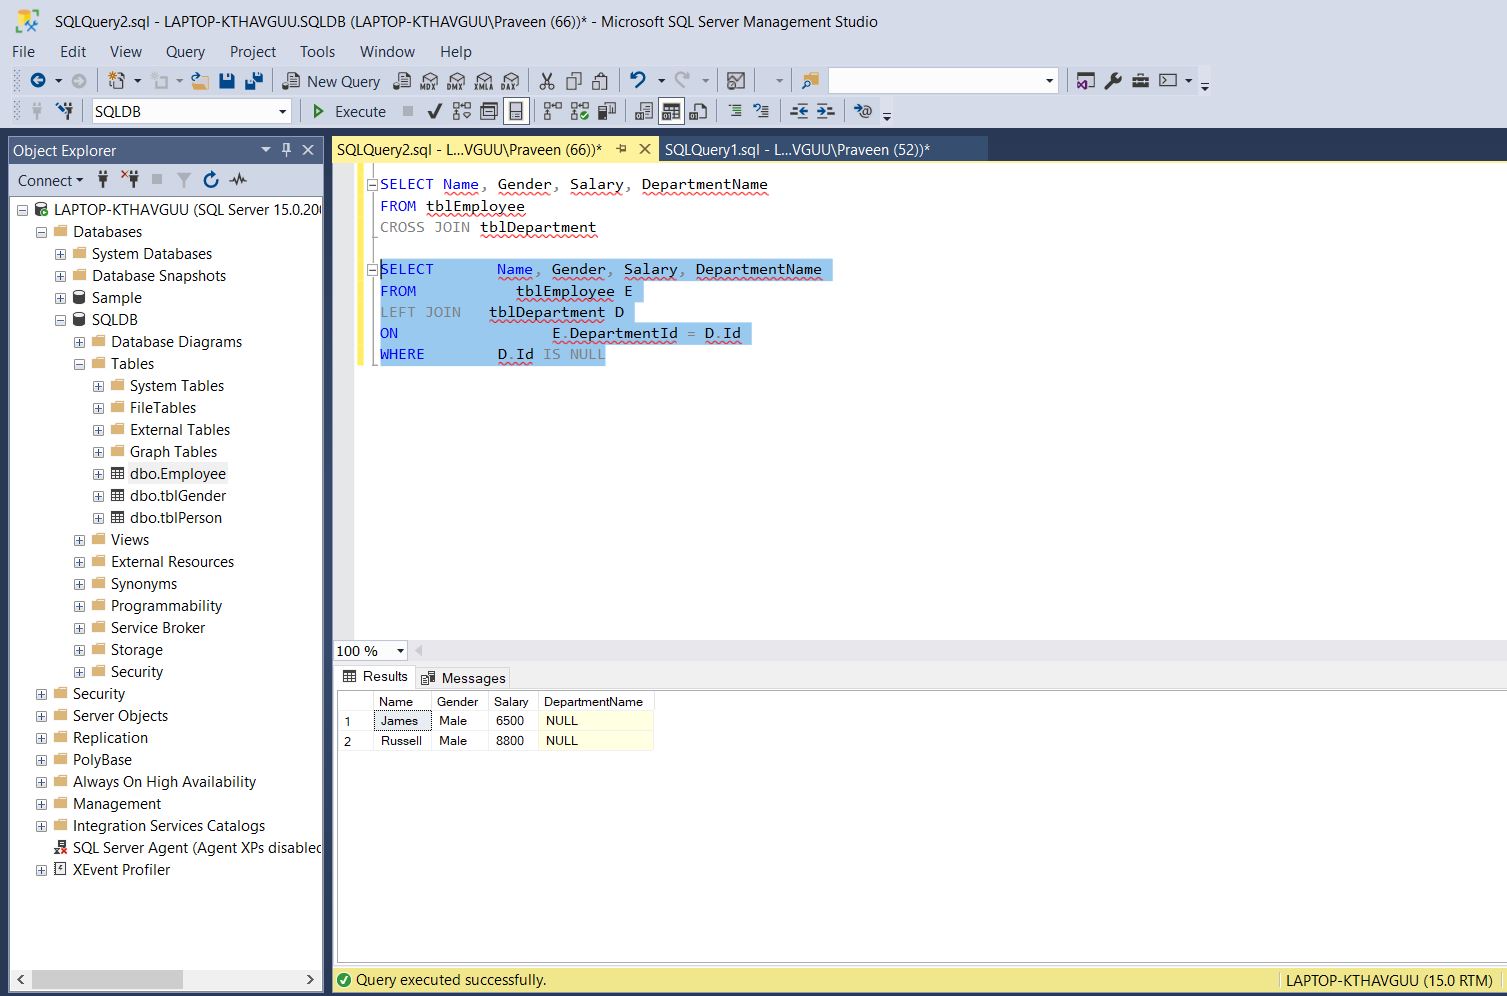 SQLQuery2.sql - LAPTOP-KTHAVGUU.SQLDB (LAPTOP-KTHAVGUU\Praveen (66))* - Microsoft SQL Server Management Studio
File Edit View Query Project Tools Window Help
New Query MDX DMX XMLA DAX
SQLDB Execute
Object Explorer
Connect
LAPTOP-KTHAVGUU (SQL Server 15.0.200
Databases
System Databases
Database Snapshots
Sample
SQLDB
Database Diagrams
Tables
System Tables
FileTables
External Tables
Graph Tables
dbo.Employee
dbo.tblGender
dbo.tblPerson
Views
External Resources
Synonyms
Programmability
Service Broker
Storage
Security
Security
Server Objects
Replication
PolyBase
Always On High Availability
Management
Integration Services Catalogs
SQL Server Agent (Agent XPs disabled
XEvent Profiler
SQLQuery2.sql - L...VGUU\Praveen (66))* SQLQuery1.sql - L...VGUU\Praveen (52))*
SELECT Name, Gender, Salary, DepartmentName
FROM tblEmployee
CROSS JOIN tblDepartment
SELECT Name, Gender, Salary, DepartmentName
FROM tblEmployee E
LEFT JOIN tblDepartment D
ON E.DepartmentId = D.Id
WHERE D.Id IS NULL
100 %
Results Messages
Name Gender Salary DepartmentName
1 James Male 6500 NULL
2 Russell Male 8800 NULL
Query executed successfully. LAPTOP-KTHAVGUU (15.0 RTM)